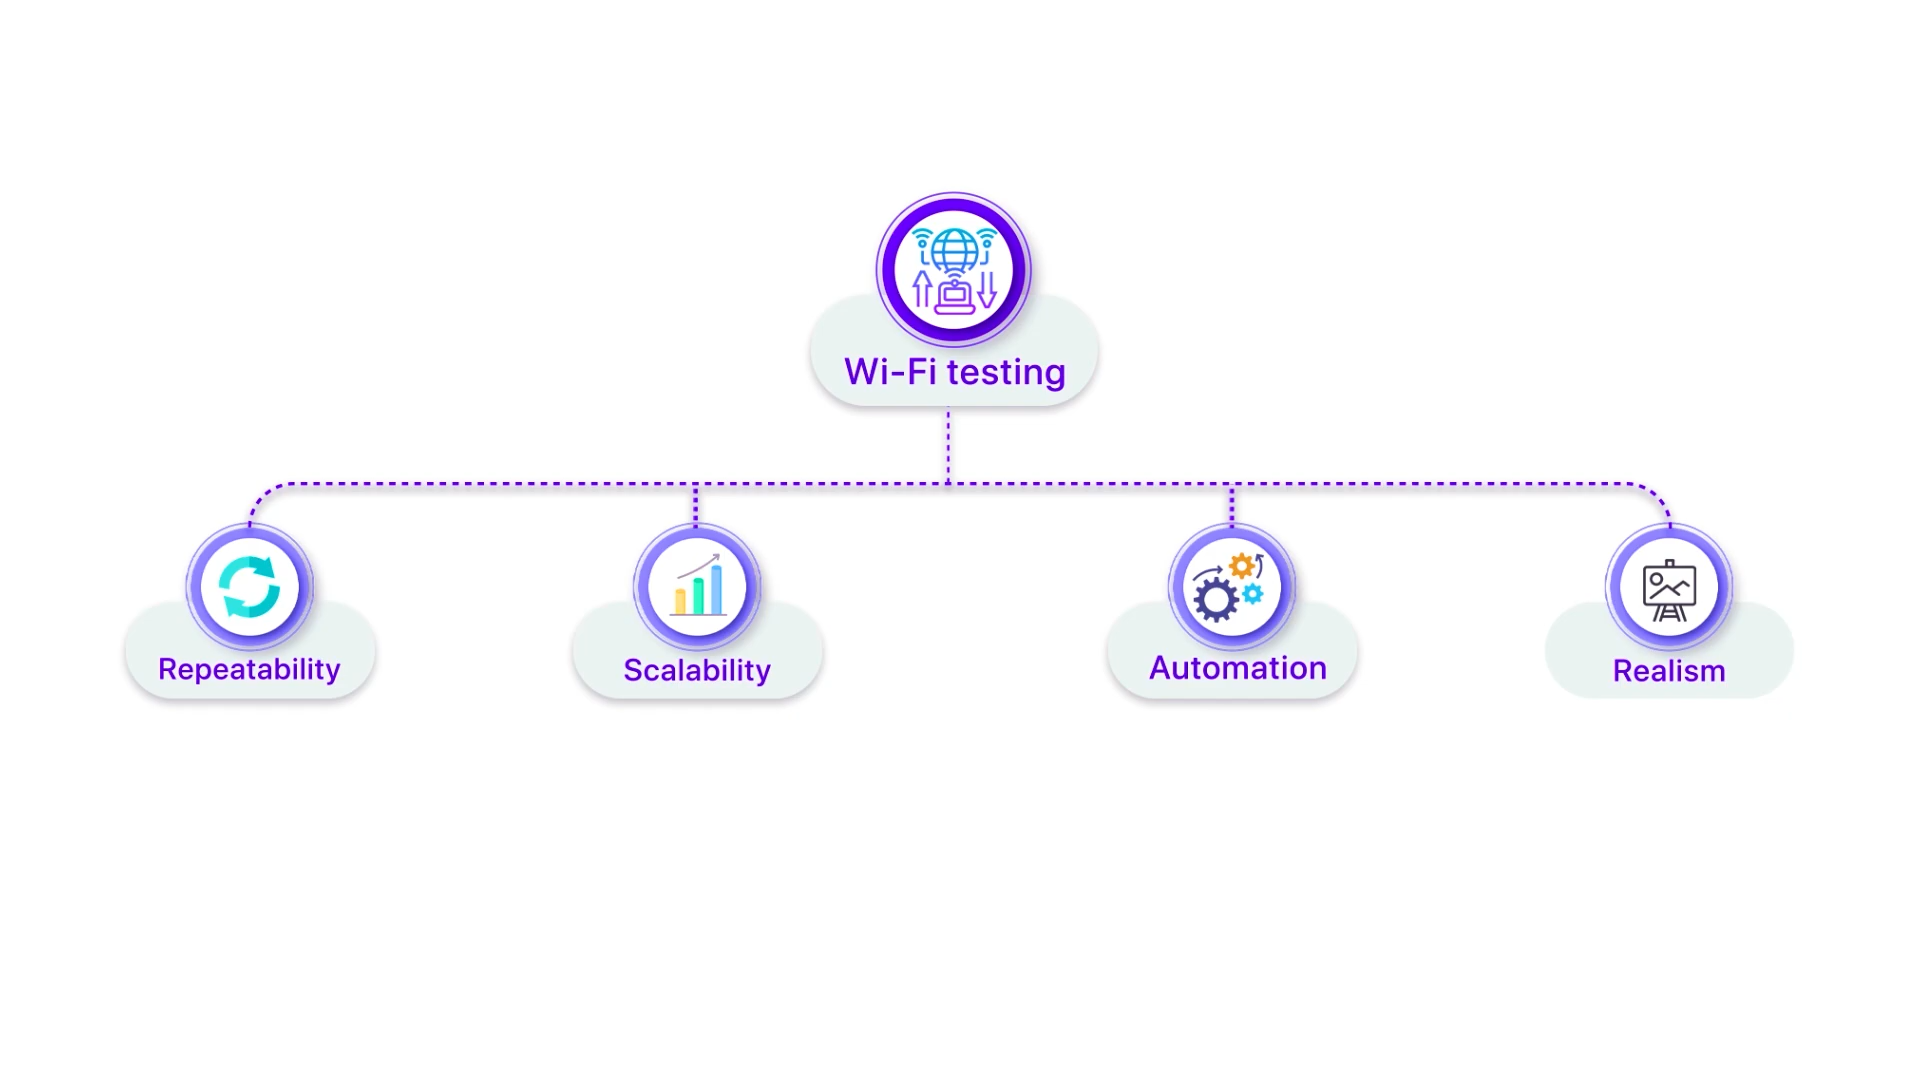 Wi-Fi testing
Repeatability
Scalability
Automation
Realism